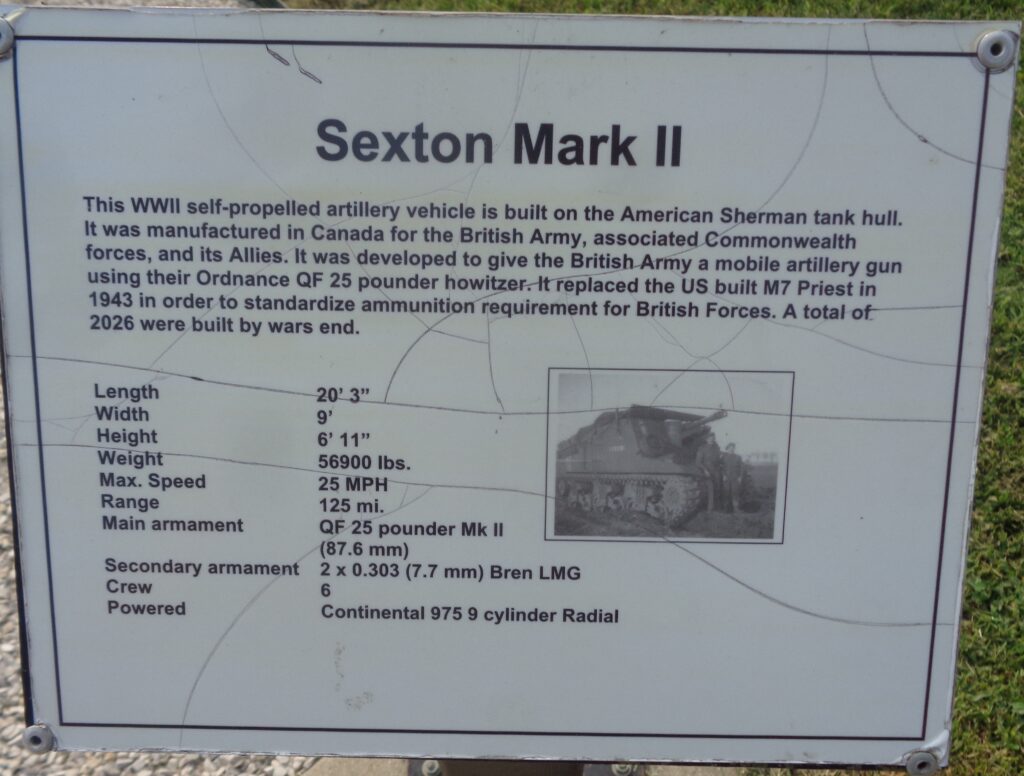 Sexton Mark II
This WWII self-propelled artillery vehicle is built on the American Sherman tank hull.
It was manufactured in Canada for the British Army, associated Commonwealth
forces, and its Allies. It was developed to give the British Army a mobile artillery gun
using their Ordnance QF 25 pounder howitzer. It replaced the US built M7 Priest in
1943 in order to standardize ammunition requirement for British Forces. A total of
2026 were built by wars end.
Length 20' 3”
Width 9'
Height 6' 11”
Weight 56900 lbs.
Max. Speed 25 MPH
Range 125 mi.
Main armament QF 25 pounder Mk II
(87.6 mm)
Secondary armament 2 x 0.303 (7.7 mm) Bren LMG
Crew 6
Powered Continental 975 9 cylinder Radial